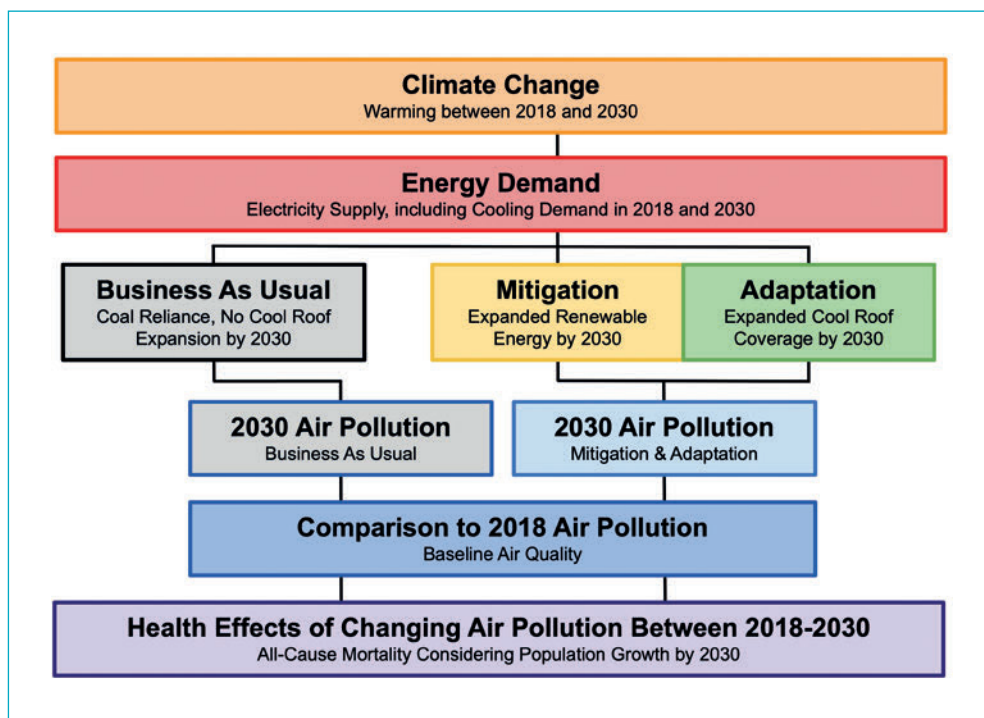 Climate Change
Warming between 2018 and 2030
Energy Demand
Electricity Supply, including Cooling Demand in 2018 and 2030
Business As Usual
Coal Reliance, No Cool Roof
Expansion by 2030
Mitigation
Expanded Renewable
Energy by 2030
Adaptation
Expanded Cool Roof
Coverage by 2030
2030 Air Pollution
Business As Usual
2030 Air Pollution
Mitigation & Adaptation
Comparison to 2018 Air Pollution
Baseline Air Quality
Health Effects of Changing Air Pollution Between 2018-2030
All-Cause Mortality Considering Population Growth by 2030